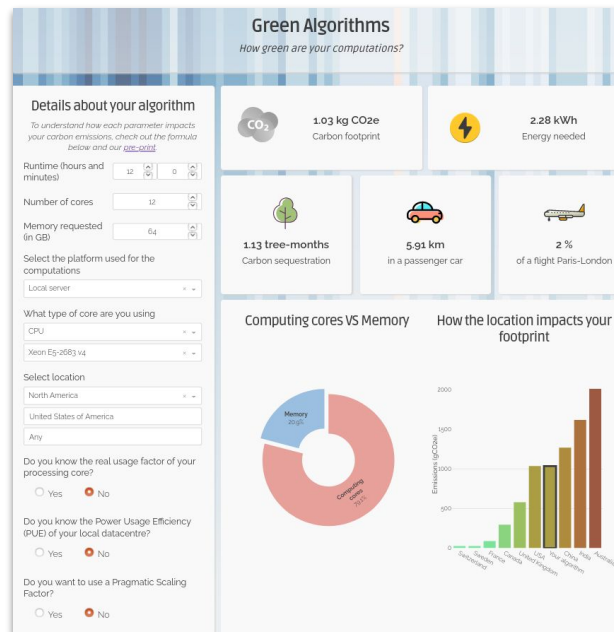 Green Algorithms
How green are your computations?
Details about your algorithm
To understand how each parameter impacts
your carbon emissions, check out the formula
below and our pre-print.
Runtime (hours and
minutes)
12
0
Number of cores
12
Memory requested
(in GB)
64
Select the platform used for the
computations
Local server
What type of core are you using
CPU
Xeon E5-2683 v4
Select location
North America
United States of America
Any
Do you know the real usage factor of your
processing core?
Yes
No
Do you know the Power Usage Efficiency
(PUE) of your local datacentre?
Yes
No
Do you want to use a Pragmatic Scaling
Factor?
Yes
No
CO₂
1.03 kg CO2e
Carbon footprint
2.28 kWh
Energy needed
1.13 tree-months
Carbon sequestration
5.91 km
in a passenger car
2 %
of a flight Paris-London
Computing cores VS Memory
Memory
20.9%
Computing
cores
79.1%
How the location impacts your
footprint
Emissions (gCO2e)
2000
1500
1000
500
0
Switzerland
Sweden
France
Canada
United Kingdom
USA
Your algorithm
China
India
Australia